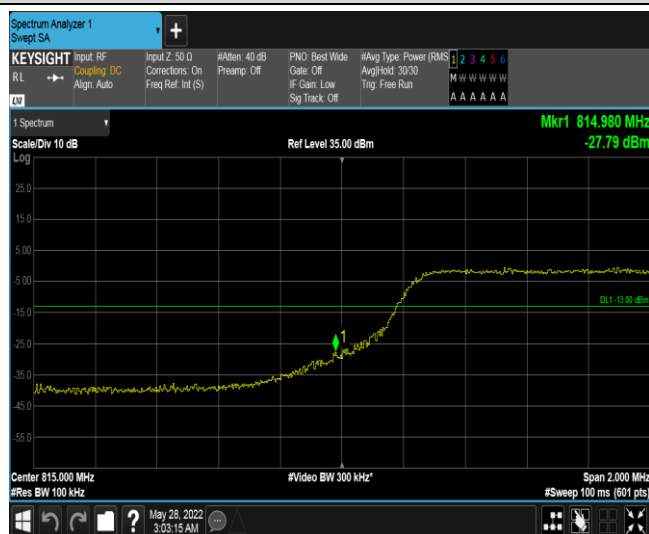 Spectrum Analyzer 1
Swept SA
+
KEYSIGHT
RL
LXI
Input: RF
Coupling: DC
Align: Auto
Input Z: 50 Ω
Corrections: On
Freq Ref: Int (S)
#Atten: 40 dB
Preamp: Off
PNO: Best Wide
Gate: Off
IF Gain: Low
Sig Track: Off
#Avg Type: Power (RMS
Avg|Hold: 30/30
Trig: Free Run
1 2 3 4 5 6
M W W W W W
A A A A A A
1 Spectrum
Mkr1 814.980 MHz
Scale/Div 10 dB
Ref Level 35.00 dBm
-27.79 dBm
Log
25.0
15.0
5.00
-5.00
DL1 -13.00 dBm
-15.0
1
-25.0
-35.0
-45.0
-55.0
Center 815.000 MHz
#Video BW 300 kHz*
Span 2.000 MHz
#Res BW 100 kHz
#Sweep 100 ms (601 pts)
?
May 28, 2022
3:03:15 AM